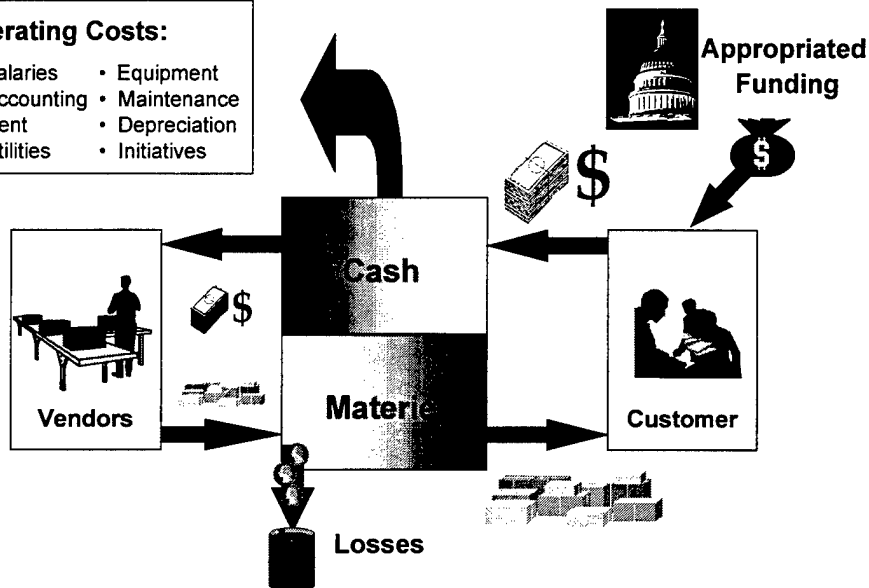 erating Costs:
alaries • Equipment
ccounting • Maintenance
ent • Depreciation
tilities • Initiatives
Appropriated
Funding
$
$
Cash
$
Vendors
Materie
Customer
Losses